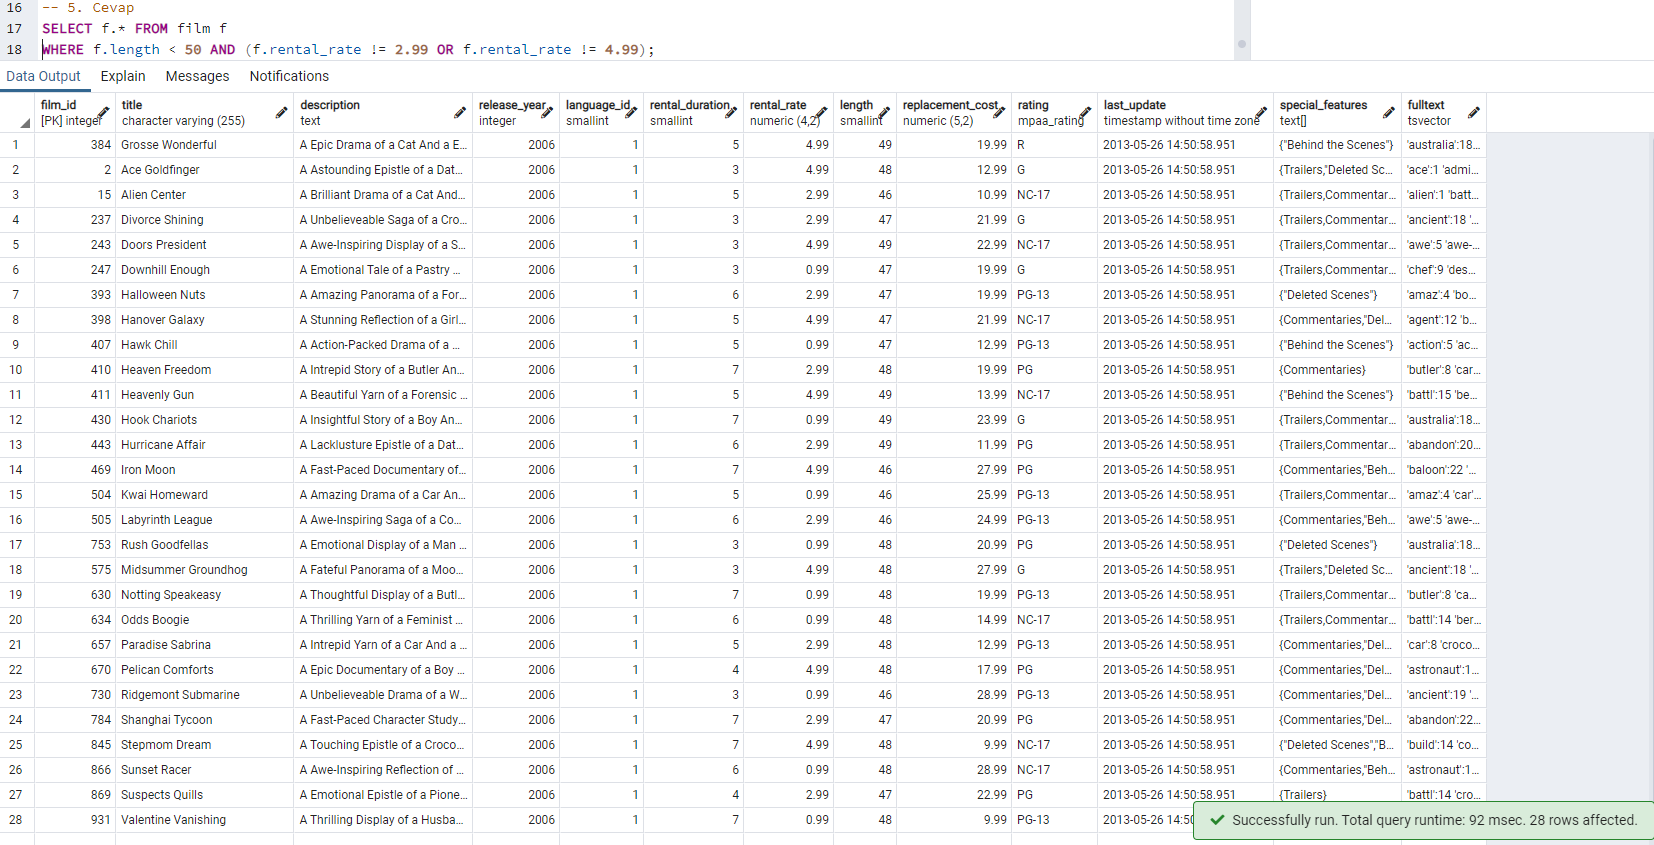 16 -- 5. Cevap
17 SELECT f.* FROM film f
18 WHERE f.length < 50 AND (f.rental_rate != 2.99 OR f.rental_rate != 4.99);
Data Output Explain Messages Notifications
film_id title description release_year language_id rental_duration rental_rate length replacement_cost rating last_update special_features fulltext
[PK] integer character varying (255) text integer smallint smallint numeric (4,2) smallint numeric (5,2) mpaa_rating timestamp without time zone text[] tsvector
1 384 Grosse Wonderful A Epic Drama of a Cat And a E... 2006 1 5 4.99 49 19.99 R 2013-05-26 14:50:58.951 {"Behind the Scenes"} 'australia':18...
2 2 Ace Goldfinger A Astounding Epistle of a Dat... 2006 1 3 4.99 48 12.99 G 2013-05-26 14:50:58.951 {Trailers,"Deleted Sc... 'ace':1 'admi...
3 15 Alien Center A Brilliant Drama of a Cat And... 2006 1 5 2.99 46 10.99 NC-17 2013-05-26 14:50:58.951 {Trailers,Commentar... 'alien':1 'batt...
4 237 Divorce Shining A Unbelieveable Saga of a Cro... 2006 1 3 2.99 47 21.99 G 2013-05-26 14:50:58.951 {Trailers,Commentar... 'ancient':18 '...
5 243 Doors President A Awe-Inspiring Display of a S... 2006 1 3 4.99 49 22.99 NC-17 2013-05-26 14:50:58.951 {Trailers,Commentar... 'awe':5 'awe-...
6 247 Downhill Enough A Emotional Tale of a Pastry ... 2006 1 3 0.99 47 19.99 G 2013-05-26 14:50:58.951 {Trailers,Commentar... 'chef':9 'des...
7 393 Halloween Nuts A Amazing Panorama of a For... 2006 1 6 2.99 47 19.99 PG-13 2013-05-26 14:50:58.951 {"Deleted Scenes"} 'amaz':4 'bo...
8 398 Hanover Galaxy A Stunning Reflection of a Girl... 2006 1 5 4.99 47 21.99 NC-17 2013-05-26 14:50:58.951 {Commentaries,"Del... 'agent':12 'b...
9 407 Hawk Chill A Action-Packed Drama of a ... 2006 1 5 0.99 47 12.99 PG-13 2013-05-26 14:50:58.951 {"Behind the Scenes"} 'action':5 'ac...
10 410 Heaven Freedom A Intrepid Story of a Butler An... 2006 1 7 2.99 48 19.99 PG 2013-05-26 14:50:58.951 {Commentaries} 'butler':8 'car...
11 411 Heavenly Gun A Beautiful Yarn of a Forensic ... 2006 1 5 4.99 49 13.99 NC-17 2013-05-26 14:50:58.951 {"Behind the Scenes"} 'battl':15 'be...
12 430 Hook Chariots A Insightful Story of a Boy An... 2006 1 7 0.99 49 23.99 G 2013-05-26 14:50:58.951 {Trailers,Commentar... 'australia':18...
13 443 Hurricane Affair A Lacklusture Epistle of a Dat... 2006 1 6 2.99 49 11.99 PG 2013-05-26 14:50:58.951 {Trailers,Commentar... 'abandon':20...
14 469 Iron Moon A Fast-Paced Documentary of... 2006 1 7 4.99 46 27.99 PG 2013-05-26 14:50:58.951 {Commentaries,"Beh... 'baloon':22 '...
15 504 Kwai Homeward A Amazing Drama of a Car An... 2006 1 5 0.99 46 25.99 PG-13 2013-05-26 14:50:58.951 {Trailers,Commentar... 'amaz':4 'car'...
16 505 Labyrinth League A Awe-Inspiring Saga of a Co... 2006 1 6 2.99 46 24.99 PG-13 2013-05-26 14:50:58.951 {Commentaries,"Beh... 'awe':5 'awe-...
17 753 Rush Goodfellas A Emotional Display of a Man ... 2006 1 3 0.99 48 20.99 PG 2013-05-26 14:50:58.951 {"Deleted Scenes"} 'australia':18...
18 575 Midsummer Groundhog A Fateful Panorama of a Moo... 2006 1 3 4.99 48 27.99 G 2013-05-26 14:50:58.951 {Trailers,"Deleted Sc... 'ancient':18 '...
19 630 Notting Speakeasy A Thoughtful Display of a Butl... 2006 1 7 0.99 48 19.99 PG-13 2013-05-26 14:50:58.951 {Trailers,Commentar... 'butler':8 'ca...
20 634 Odds Boogie A Thrilling Yarn of a Feminist ... 2006 1 6 0.99 48 14.99 NC-17 2013-05-26 14:50:58.951 {Trailers,Commentar... 'battl':14 'ber...
21 657 Paradise Sabrina A Intrepid Yarn of a Car And a ... 2006 1 5 2.99 48 12.99 PG-13 2013-05-26 14:50:58.951 {Commentaries,"Del... 'car':8 'croco...
22 670 Pelican Comforts A Epic Documentary of a Boy ... 2006 1 4 4.99 48 17.99 PG 2013-05-26 14:50:58.951 {Commentaries,"Del... 'astronaut':1...
23 730 Ridgemont Submarine A Unbelieveable Drama of a W... 2006 1 3 0.99 46 28.99 PG-13 2013-05-26 14:50:58.951 {Commentaries,"Del... 'ancient':19 '...
24 784 Shanghai Tycoon A Fast-Paced Character Study... 2006 1 7 2.99 47 20.99 PG 2013-05-26 14:50:58.951 {Commentaries,"Del... 'abandon':22...
25 845 Stepmom Dream A Touching Epistle of a Croco... 2006 1 7 4.99 48 9.99 NC-17 2013-05-26 14:50:58.951 {"Deleted Scenes","B... 'build':14 'co...
26 866 Sunset Racer A Awe-Inspiring Reflection of ... 2006 1 6 0.99 48 28.99 NC-17 2013-05-26 14:50:58.951 {Commentaries,"Beh... 'astronaut':1...
27 869 Suspects Quills A Emotional Epistle of a Pione... 2006 1 4 2.99 47 22.99 PG 2013-05-26 14:50:58.951 {Trailers} 'battl':14 'cro...
28 931 Valentine Vanishing A Thrilling Display of a Husba... 2006 1 7 0.99 48 9.99 PG-13 2013-05-26 14:50
Successfully run. Total query runtime: 92 msec. 28 rows affected.